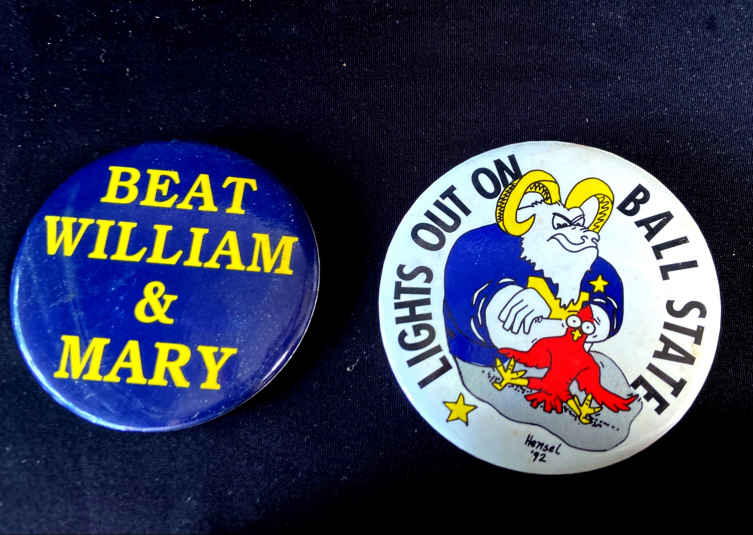 BEAT
WILLIAM
&
MARY
LIGHTS OUT ON BALL STATE
Hensel
'92